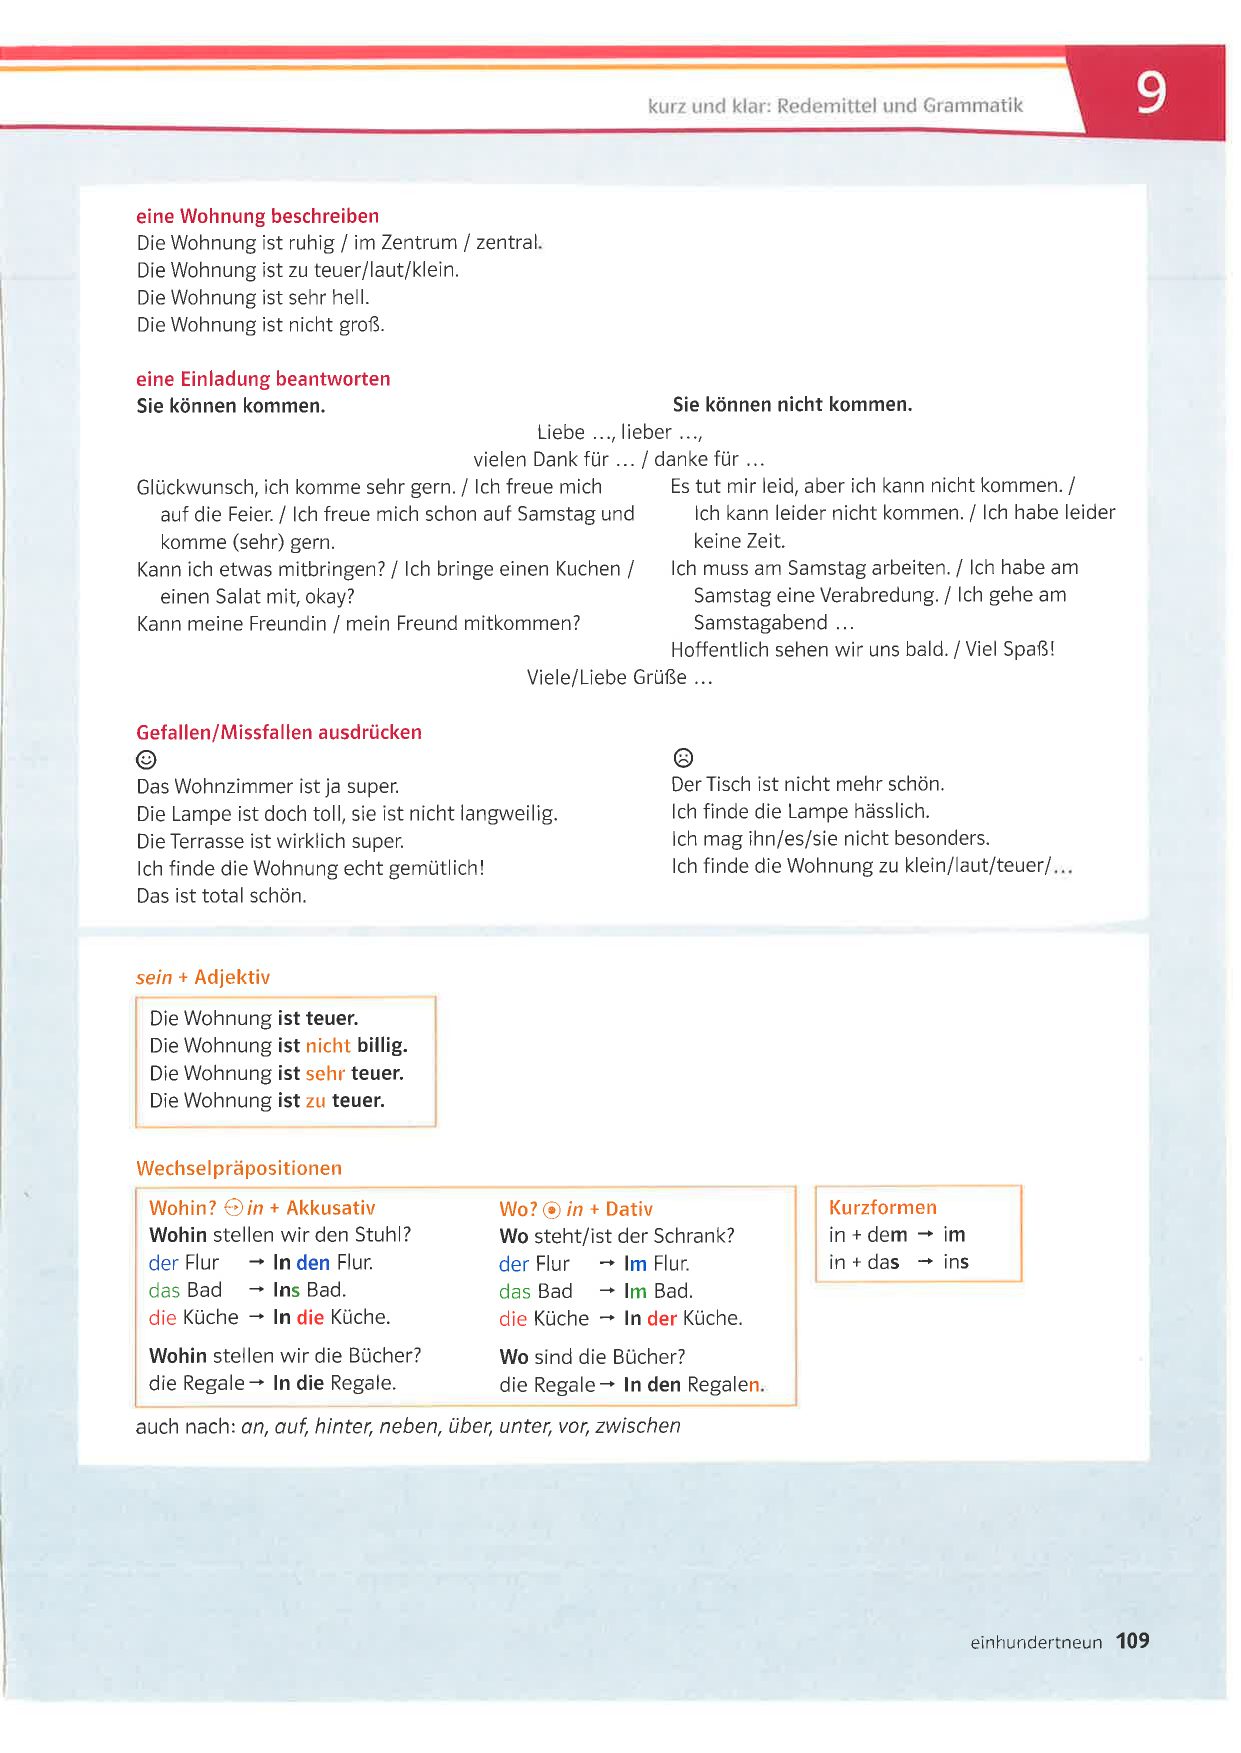 kurz und klar: Redemittel und Grammatik
9
eine Wohnung beschreiben
Die Wohnung ist ruhig / im Zentrum / zentral.
Die Wohnung ist zu teuer/laut/klein.
Die Wohnung ist sehr hell.
Die Wohnung ist nicht groß.
eine Einladung beantworten
Sie können kommen.
Sie können nicht kommen.
Liebe …, lieber …,
vielen Dank für … / danke für …
Glückwunsch, ich komme sehr gern. / Ich freue mich
auf die Feier. / Ich freue mich schon auf Samstag und
komme (sehr) gern.
Kann ich etwas mitbringen? / Ich bringe einen Kuchen /
einen Salat mit, okay?
Kann meine Freundin / mein Freund mitkommen?
Es tut mir leid, aber ich kann nicht kommen. /
Ich kann leider nicht kommen. / Ich habe leider
keine Zeit.
Ich muss am Samstag arbeiten. / Ich habe am
Samstag eine Verabredung. / Ich gehe am
Samstagabend …
Hoffentlich sehen wir uns bald. / Viel Spaß!
Viele/Liebe Grüße …
Gefallen/Missfallen ausdrücken
☺
Das Wohnzimmer ist ja super.
Die Lampe ist doch toll, sie ist nicht langweilig.
Die Terrasse ist wirklich super.
Ich finde die Wohnung echt gemütlich!
Das ist total schön.
☹
Der Tisch ist nicht mehr schön.
Ich finde die Lampe hässlich.
Ich mag ihn/es/sie nicht besonders.
Ich finde die Wohnung zu klein/laut/teuer/…
sein + Adjektiv
Die Wohnung ist teuer.
Die Wohnung ist nicht billig.
Die Wohnung ist sehr teuer.
Die Wohnung ist zu teuer.
Wechselpräpositionen
Wohin? in + Akkusativ
Wohin stellen wir den Stuhl?
der Flur → In den Flur.
das Bad → Ins Bad.
die Küche → In die Küche.
Wohin stellen wir die Bücher?
die Regale → In die Regale.
Wo? in + Dativ
Wo steht/ist der Schrank?
der Flur → Im Flur.
das Bad → Im Bad.
die Küche → In der Küche.
Wo sind die Bücher?
die Regale → In den Regalen.
Kurzformen
in + dem → im
in + das → ins
auch nach: an, auf, hinter, neben, über, unter, vor, zwischen
einhundertneun 109